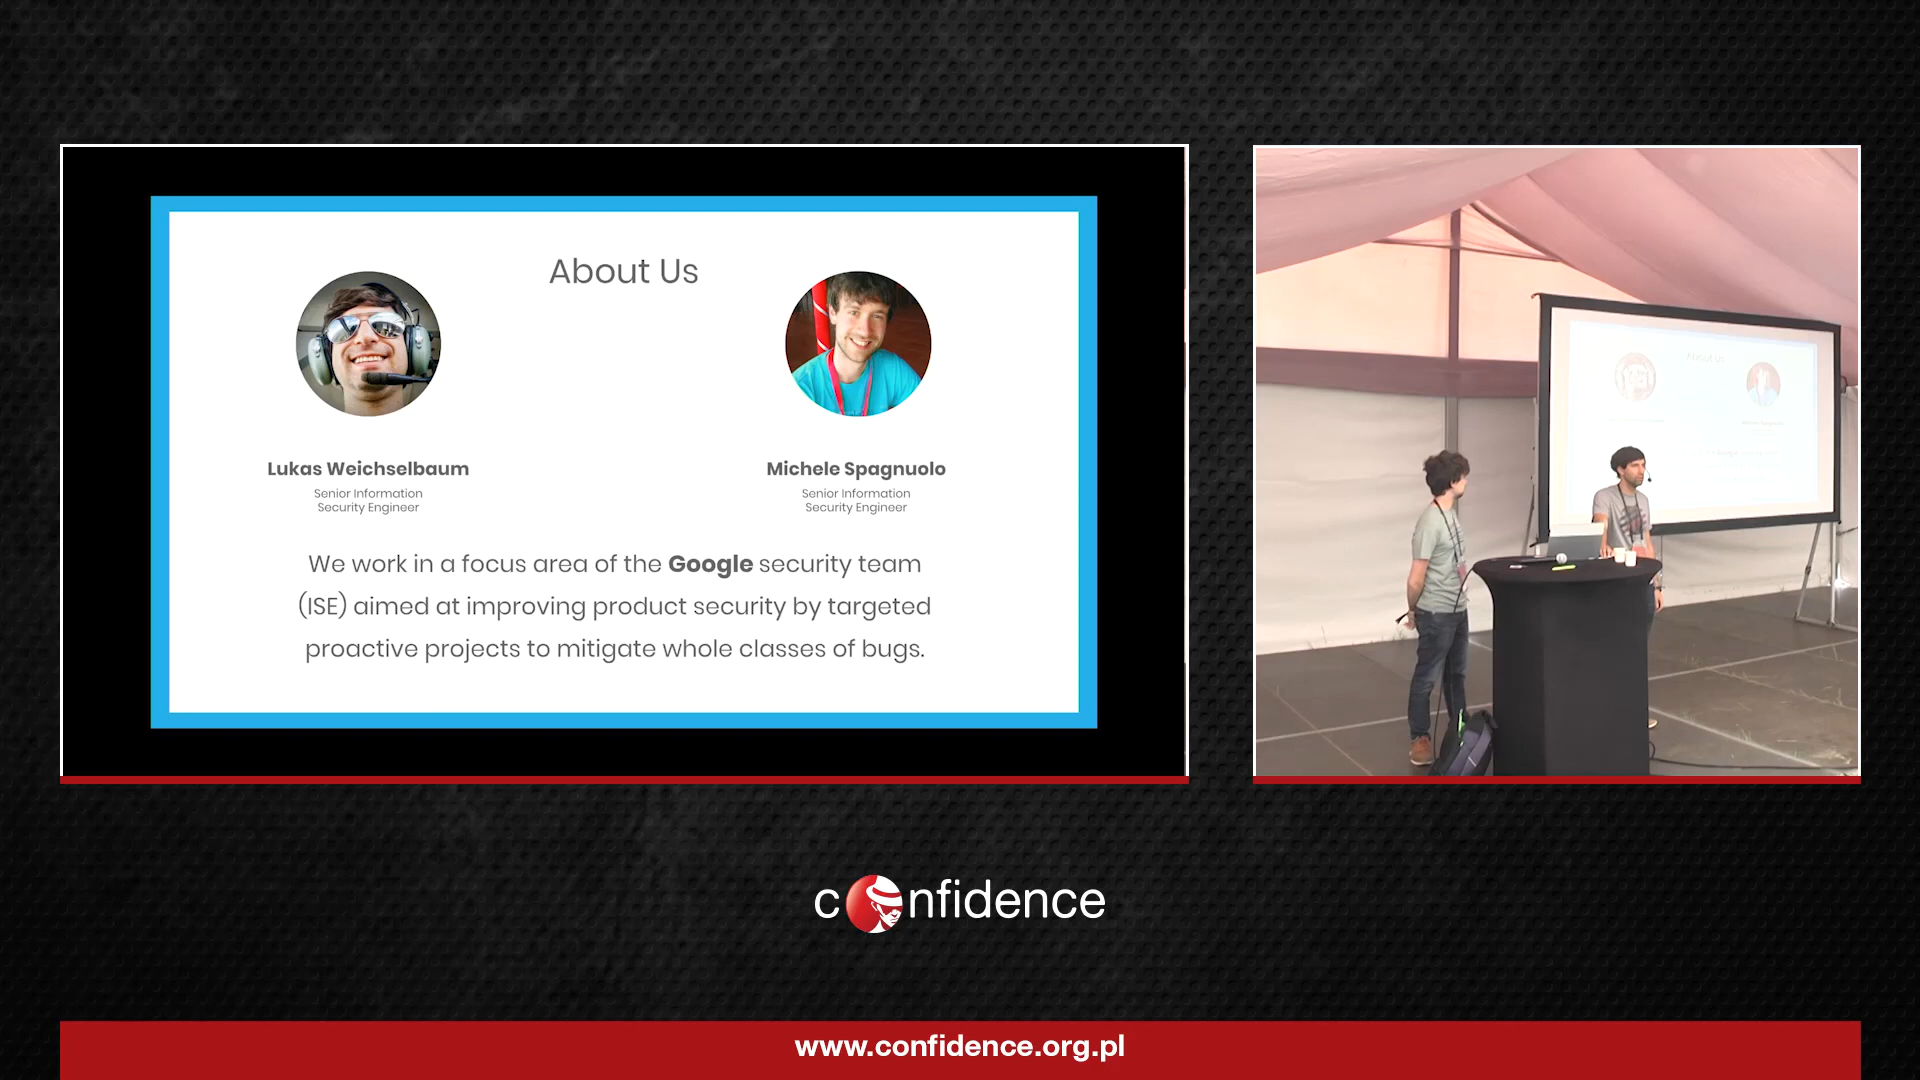 About Us
Lukas Weichselbaum
Senior Information
Security Engineer
Michele Spagnuolo
Senior Information
Security Engineer
We work in a focus area of the Google security team
(ISE) aimed at improving product security by targeted
proactive projects to mitigate whole classes of bugs.
About Us
confidence
www.confidence.org.pl